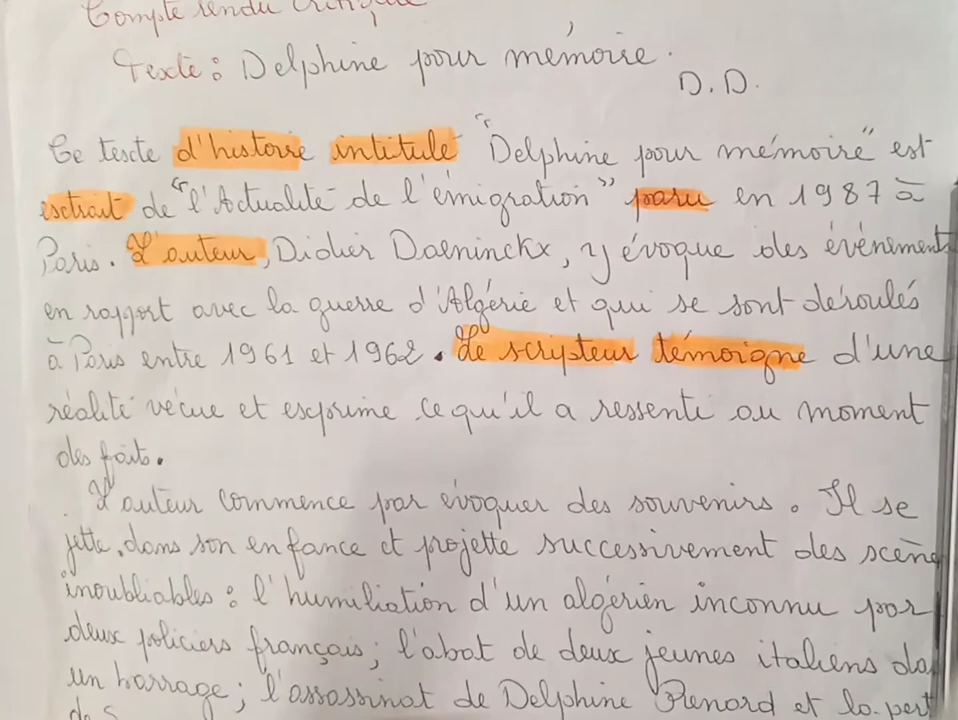 Compte rendu critique
Texte : Delphine pour mémoire.
D.D.
Ce texte d'histoire intitulé "Delphine pour mémoire" est
extrait de "l'Actualité de l'émigration" paru en 1987 à
Paris. L'auteur, Didier Daeninckx, y évoque des événements
en rapport avec la guerre d'Algérie et qui se sont déroulés
à Paris entre 1961 et 1962. Le scripteur témoigne d'une
réalité vécue et exprime ce qu'il a ressenti au moment
des faits.
L'auteur commence par évoquer des souvenirs. Il se
jette, dans son enfance et projette successivement des scèn
inoubliables : l'humiliation d'un algérien inconnu par
deux policiers français ; l'abat de deux jeunes italiens da
un barrage ; l'assassinat de Delphine Renard et la pert
de